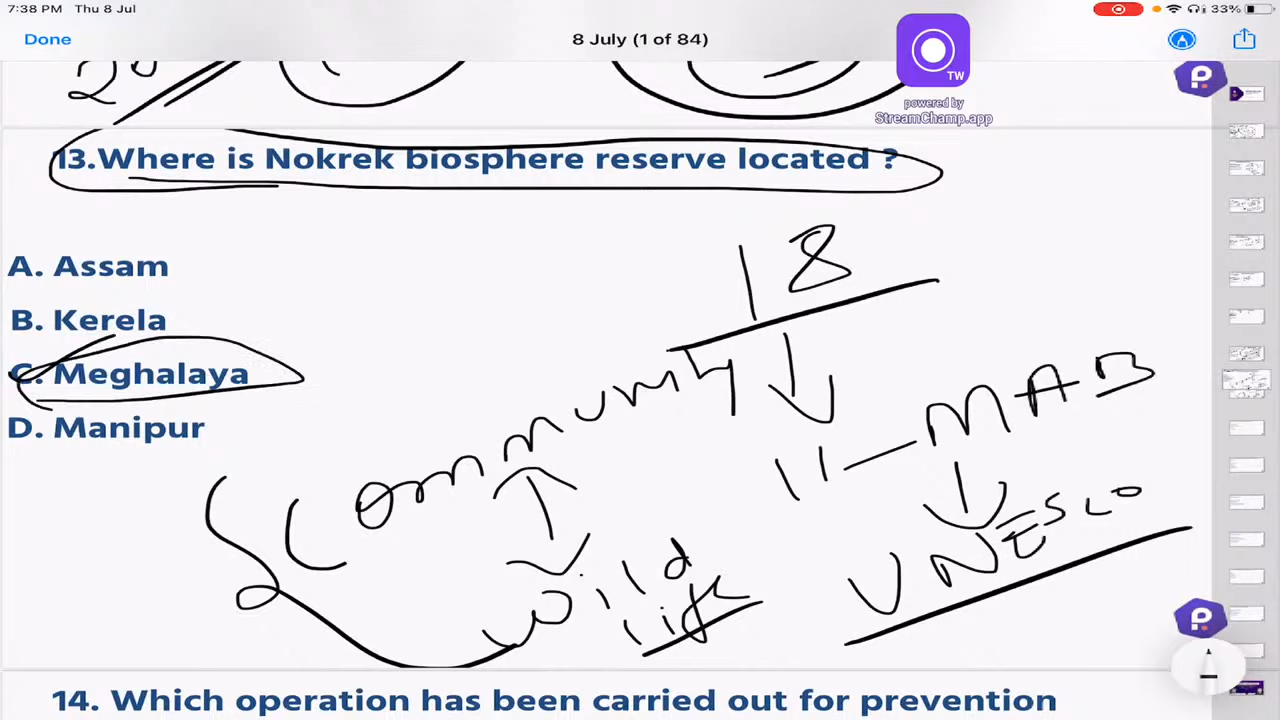 7:38 PM Thu 8 Jul
33%
Done
8 July (1 of 84)
TW
powered by
StreamChamp.app
20
13.Where is Nokrek biosphere reserve located ?
18
A. Assam
B. Kerela
C. Meghalaya
D. Manipur
Community
11 — MAB
UNESCO
wild
life
14. Which operation has been carried out for prevention